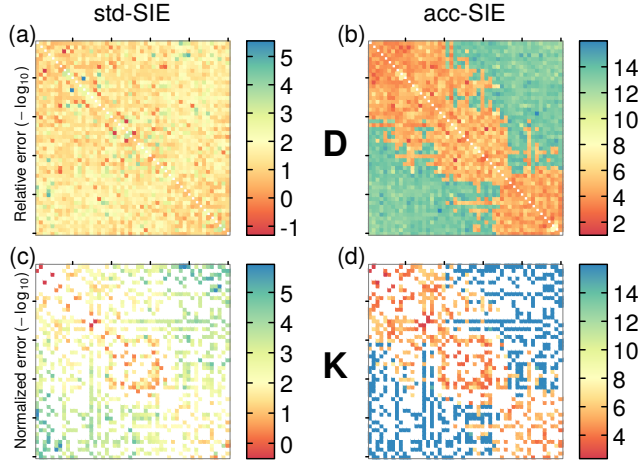 std-SIE
acc-SIE
(a)
(b)
Relative error (− log₁₀)
5
4
3
2
1
0
-1
D
14
12
10
8
6
4
2
(c)
(d)
Normalized error (− log₁₀)
5
4
3
2
1
0
K
14
12
10
8
6
4